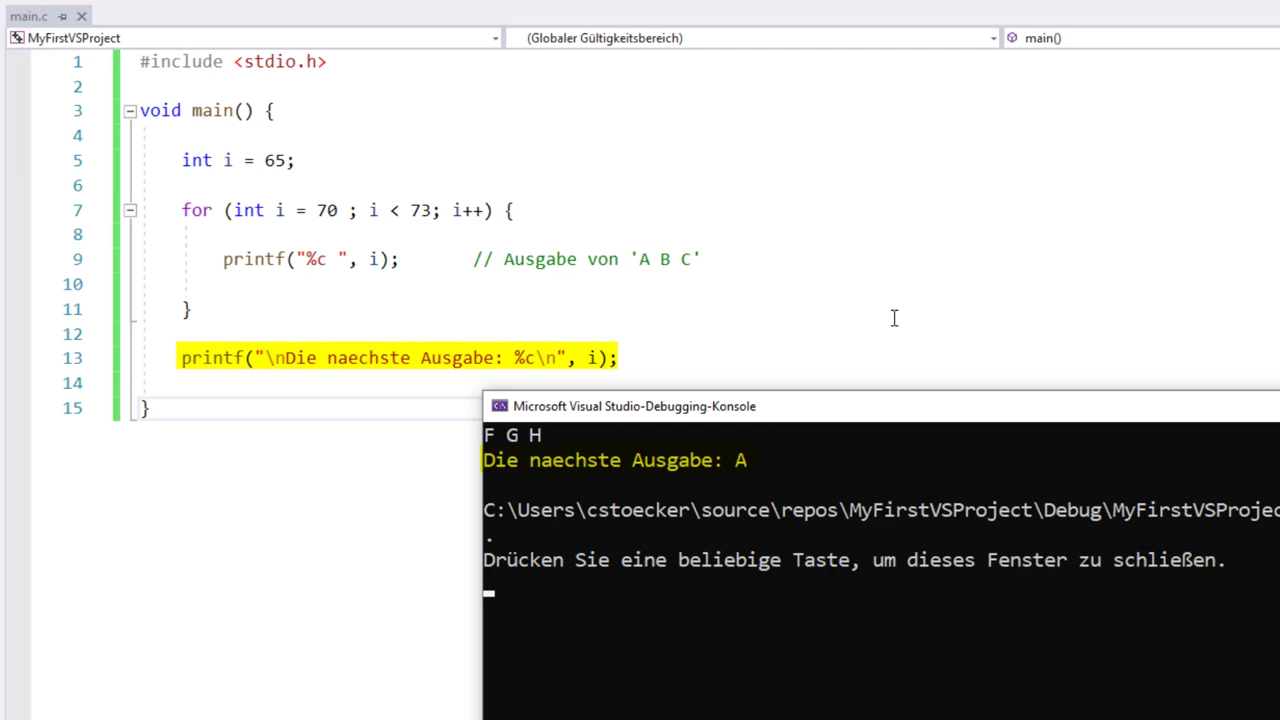 main.c
MyFirstVSProject (Globaler Gültigkeitsbereich) main()
1 #include <stdio.h>
2
3 void main() {
4
5 int i = 65;
6
7 for (int i = 70 ; i < 73; i++) {
8
9 printf("%c ", i); // Ausgabe von 'A B C'
10
11 }
12
13 printf("\nDie naechste Ausgabe: %c\n", i);
14
15 }
Microsoft Visual Studio-Debugging-Konsole
F G H
Die naechste Ausgabe: A
C:\Users\cstoecker\source\repos\MyFirstVSProject\Debug\MyFirstVSProjec
.
Drücken Sie eine beliebige Taste, um dieses Fenster zu schließen.